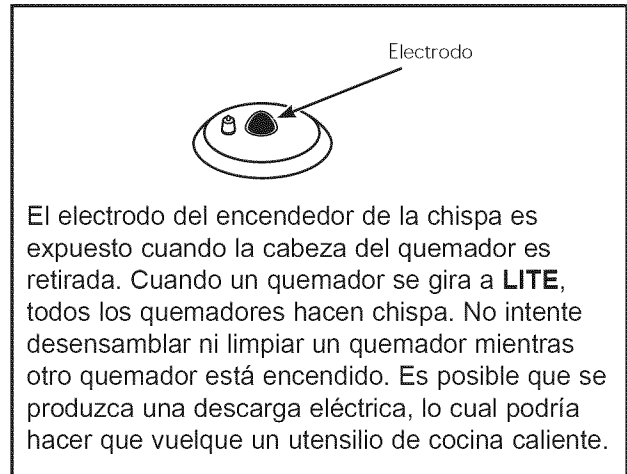 Electrodo
El electrodo del encendedor de la chispa es
expuesto cuando la cabeza del quemador es
retirada. Cuando un quemador se gira a LITE,
todos los quemadores hacen chispa. No intente
desensamblar ni limpiar un quemador mientras
otro quemador está encendido. Es posible que se
produzca una descarga eléctrica, lo cual podría
hacer que vuelque un utensilio de cocina caliente.